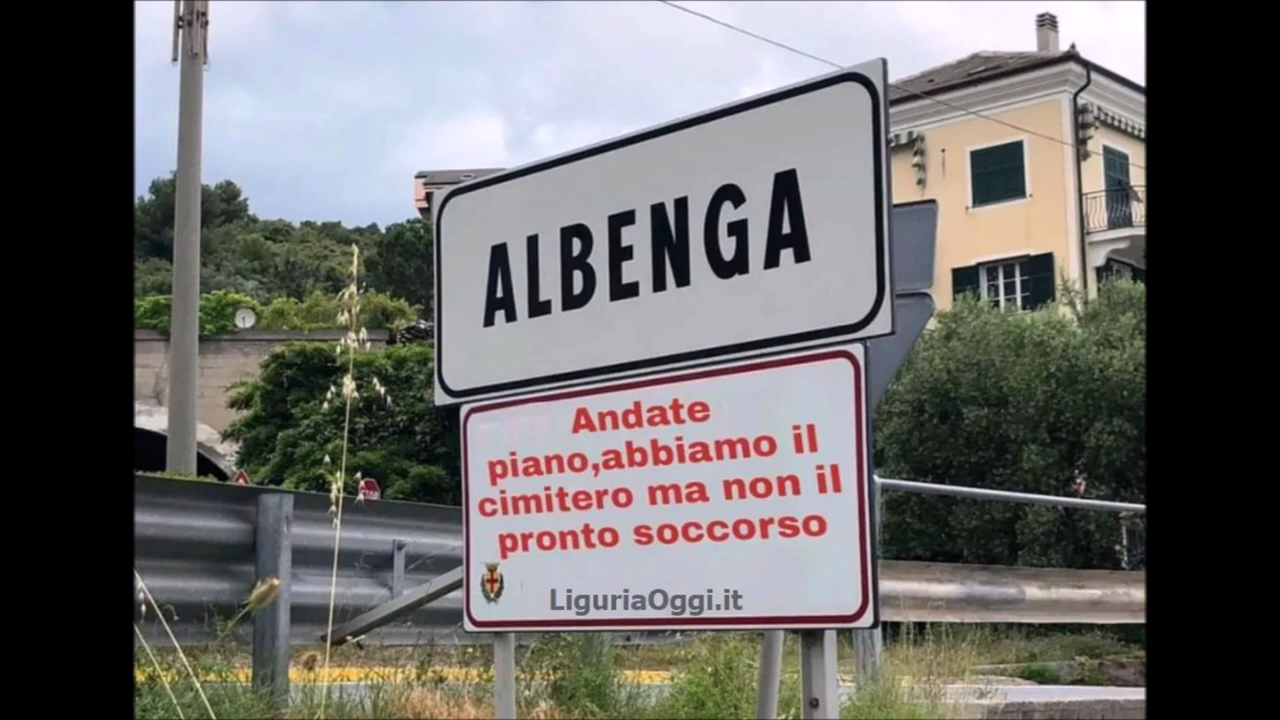 ALBENGA
Andate
piano,abbiamo il
cimitero ma non il
pronto soccorso
LiguriaOggi.it